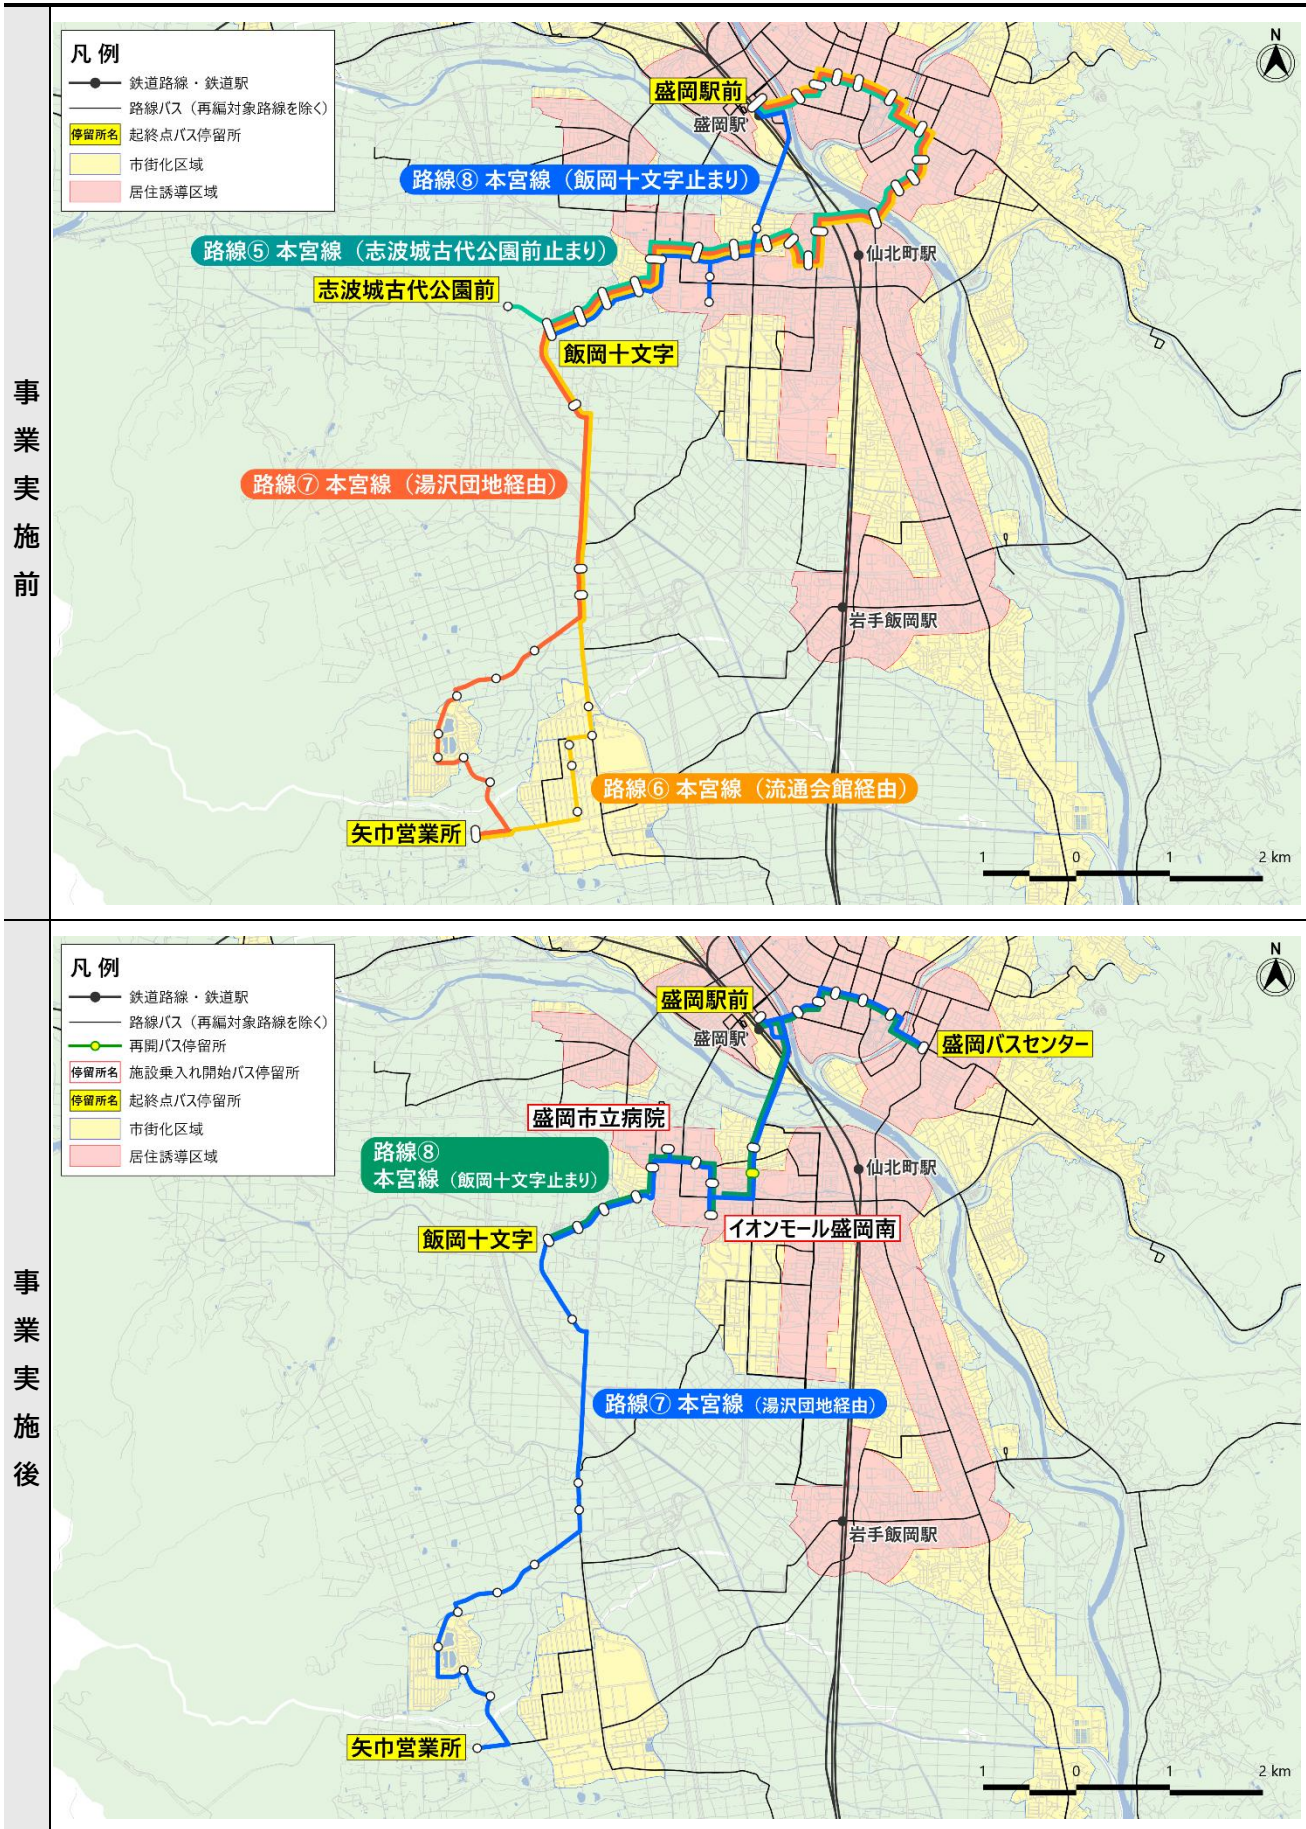 事業実施前
凡 例
鉄道路線・鉄道駅
路線バス（再編対象路線を除く）
停留所名 起終点バス停留所
市街化区域
居住誘導区域
N
盛岡駅前
盛岡駅
路線⑧ 本宮線（飯岡十文字止まり）
路線⑤ 本宮線（志波城古代公園前止まり）
仙北町駅
志波城古代公園前
飯岡十文字
路線⑦ 本宮線（湯沢団地経由）
岩手飯岡駅
路線⑥ 本宮線（流通会館経由）
矢巾営業所
1 0 1 2 km
事業実施後
凡 例
鉄道路線・鉄道駅
路線バス（再編対象路線を除く）
再開バス停留所
停留所名 施設乗入れ開始バス停留所
停留所名 起終点バス停留所
市街化区域
居住誘導区域
N
盛岡駅前
盛岡駅
盛岡バスセンター
盛岡市立病院
路線⑧
本宮線（飯岡十文字止まり）
仙北町駅
イオンモール盛岡南
飯岡十文字
路線⑦ 本宮線（湯沢団地経由）
岩手飯岡駅
矢巾営業所
1 0 1 2 km